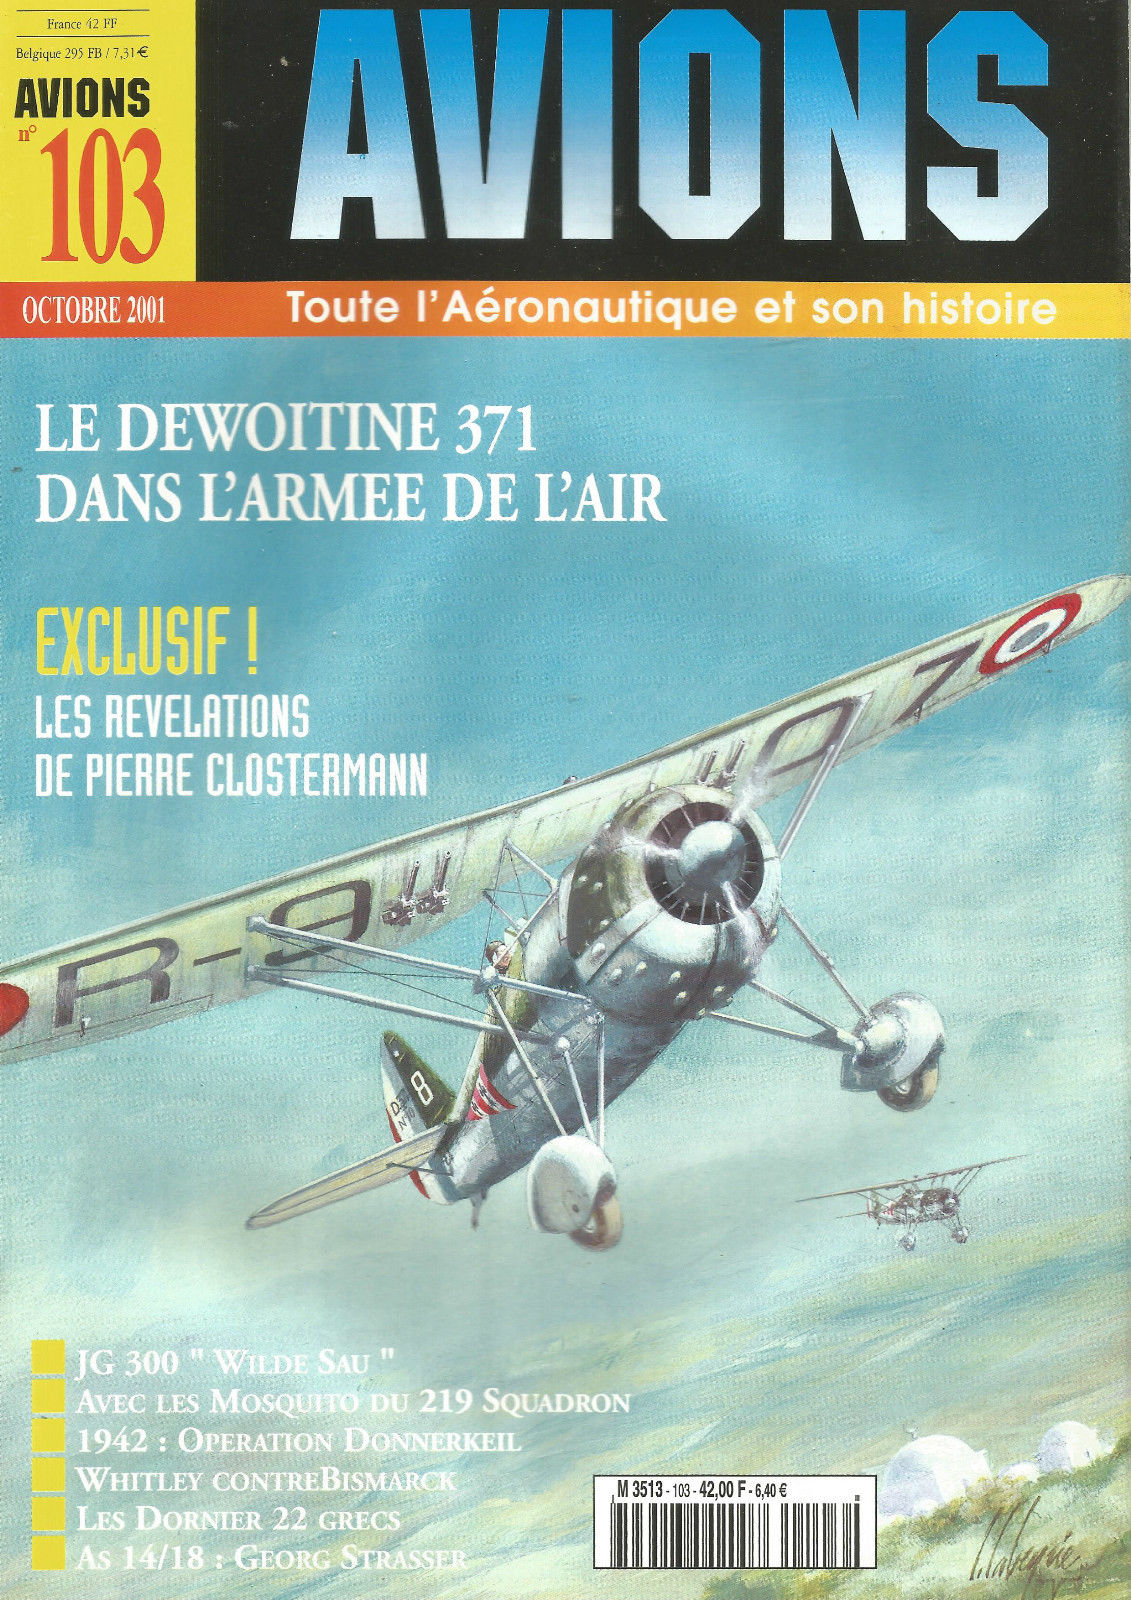 France 42 FF
Belgique 295 FB / 7,31€
AVIONS
n°
103
AVIONS
OCTOBRE 2001
Toute l'Aéronautique et son histoire
LE DEWOITINE 371
DANS L'ARMEE DE L'AIR
EXCLUSIF !
LES REVELATIONS
DE PIERRE CLOSTERMANN
R-9
97
8
JG 300 " WILDE SAU "
AVEC LES MOSQUITO DU 219 SQUADRON
1942 : OPERATION DONNERKEIL
WHITLEY CONTREBISMARCK
LES DORNIER 22 GRECS
AS 14/18 : GEORG STRASSER
M 3513 - 103 - 42,00 F - 6,40 €